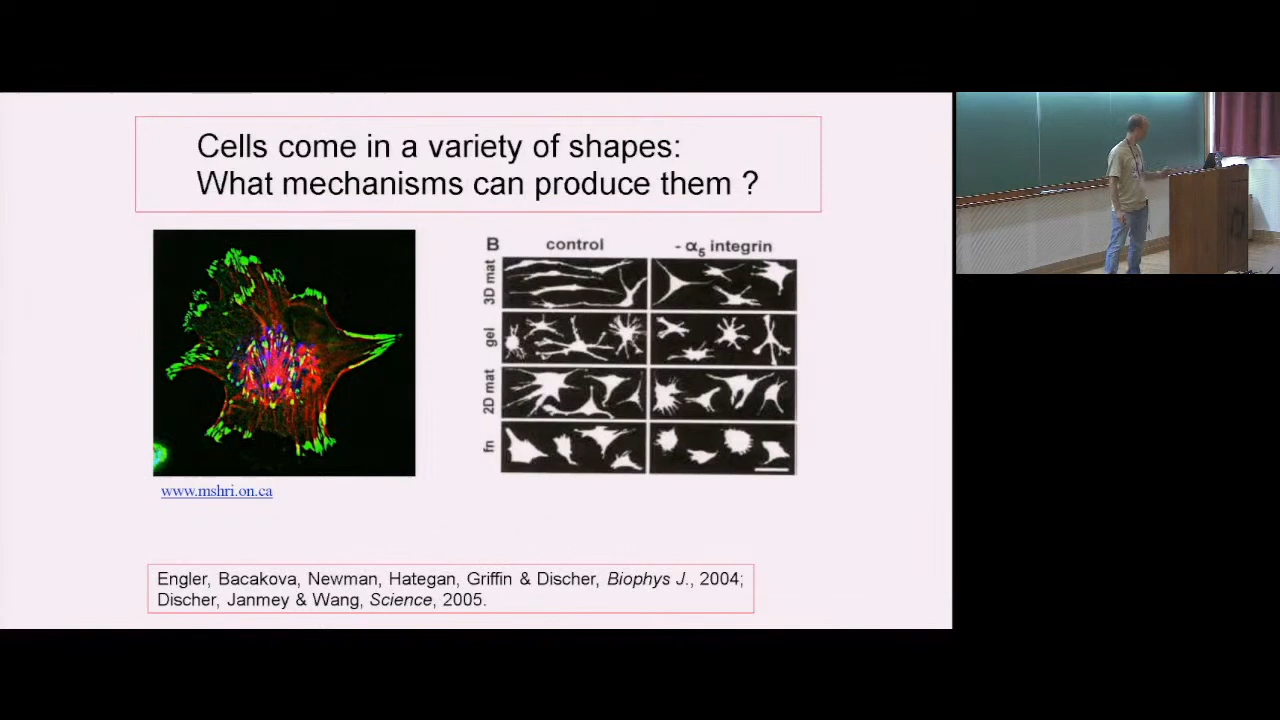 Cells come in a variety of shapes:
What mechanisms can produce them ?
B control - α5 integrin
3D mat
gel
2D mat
fn
www.mshri.on.ca
Engler, Bacakova, Newman, Hategan, Griffin & Discher, Biophys J., 2004;
Discher, Janmey & Wang, Science, 2005.